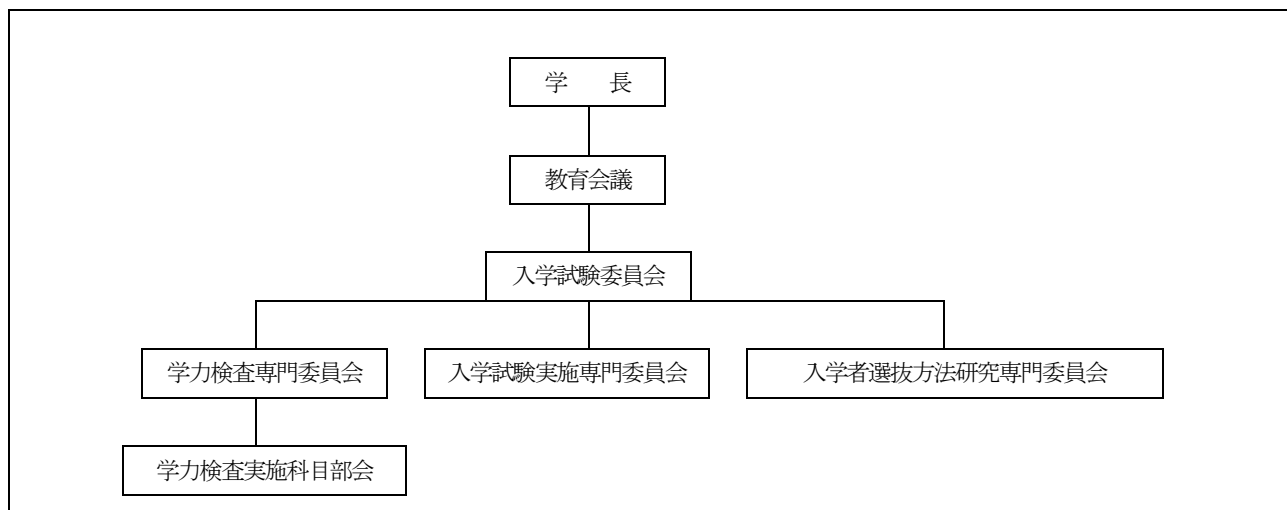 学　　長
教育会議
入学試験委員会
学力検査専門委員会
入学試験実施専門委員会
入学者選抜方法研究専門委員会
学力検査実施科目部会